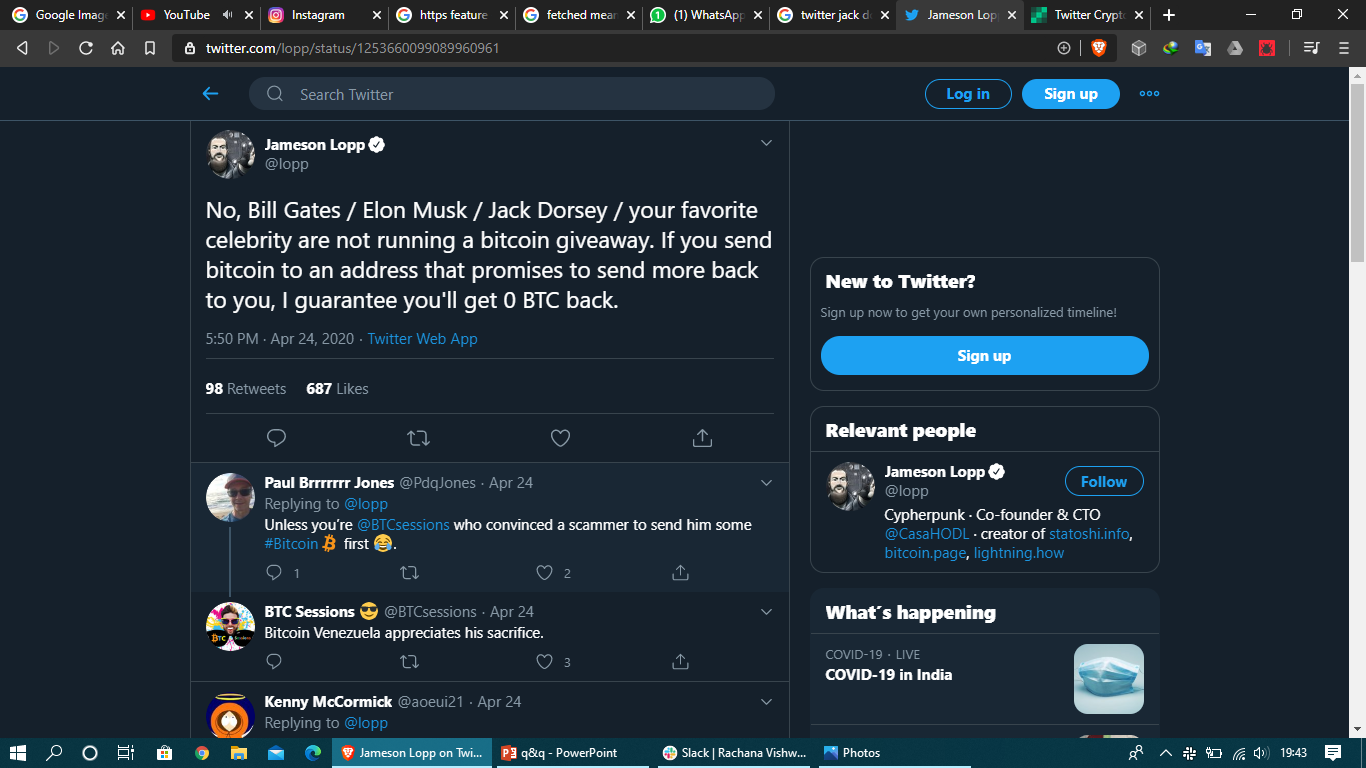 Google Image
YouTube
Instagram
https feature
fetched mear
(1) WhatsApp
twitter jack d
Jameson Lop
Twitter Crypt
twitter.com/lopp/status/1253660099089960961
Search Twitter
Log in
Sign up
Jameson Lopp
@lopp
No, Bill Gates / Elon Musk / Jack Dorsey / your favorite
celebrity are not running a bitcoin giveaway. If you send
bitcoin to an address that promises to send more back
to you, I guarantee you'll get 0 BTC back.
5:50 PM · Apr 24, 2020 · Twitter Web App
98 Retweets 687 Likes
Paul Brrrrrrr Jones @PdqJones · Apr 24
Replying to @lopp
Unless you're @BTCsessions who convinced a scammer to send him some
#Bitcoin first 😂.
1
2
BTC Sessions 😎 @BTCsessions · Apr 24
Bitcoin Venezuela appreciates his sacrifice.
3
Kenny McCormick @aoeui21 · Apr 24
Replying to @lopp
New to Twitter?
Sign up now to get your own personalized timeline!
Sign up
Relevant people
Jameson Lopp
@lopp
Follow
Cypherpunk · Co-founder & CTO
@CasaHODL · creator of statoshi.info,
bitcoin.page, lightning.how
What´s happening
COVID-19 · LIVE
COVID-19 in India
Jameson Lopp on Twi...
q&q - PowerPoint
Slack | Rachana Vishw...
Photos
19:43